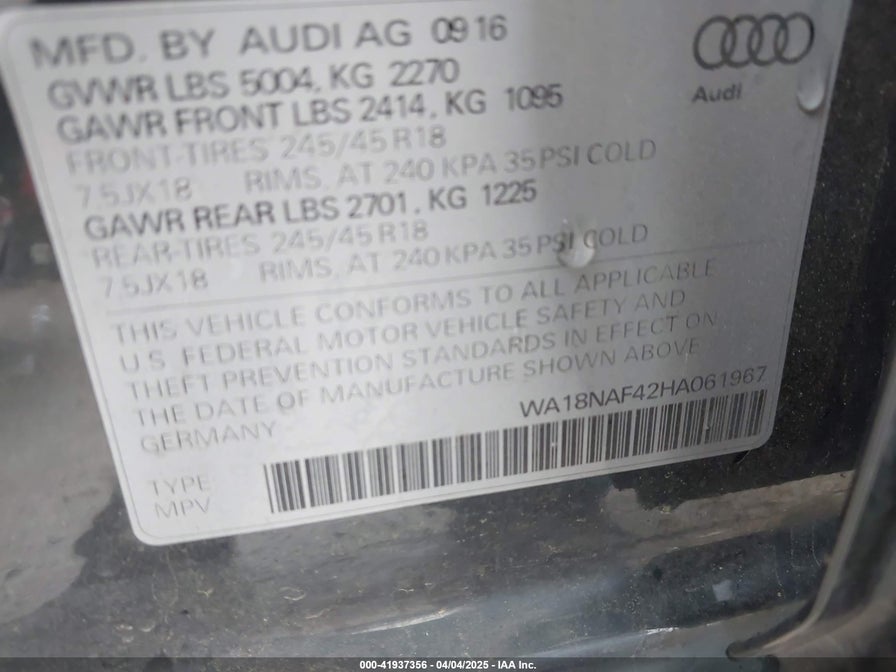 MFD. BY AUDI AG 09 16
GVWR LBS 5004, KG 2270
GAWR FRONT LBS 2414, KG 1095
FRONT-TIRES 245/45 R18
7.5JX18 RIMS, AT 240 KPA 35 PSI COLD
GAWR REAR LBS 2701, KG 1225
REAR-TIRES 245/45 R18
7.5JX18 RIMS, AT 240 KPA 35 PSI COLD
Audi
THIS VEHICLE CONFORMS TO ALL APPLICABLE
U.S. FEDERAL MOTOR VEHICLE SAFETY AND
THEFT PREVENTION STANDARDS IN EFFECT ON
THE DATE OF MANUFACTURE SHOWN ABOVE
GERMANY WA18NAF42HA061967
TYPE
MPV
000-41937356 - 04/04/2025 - IAA Inc.